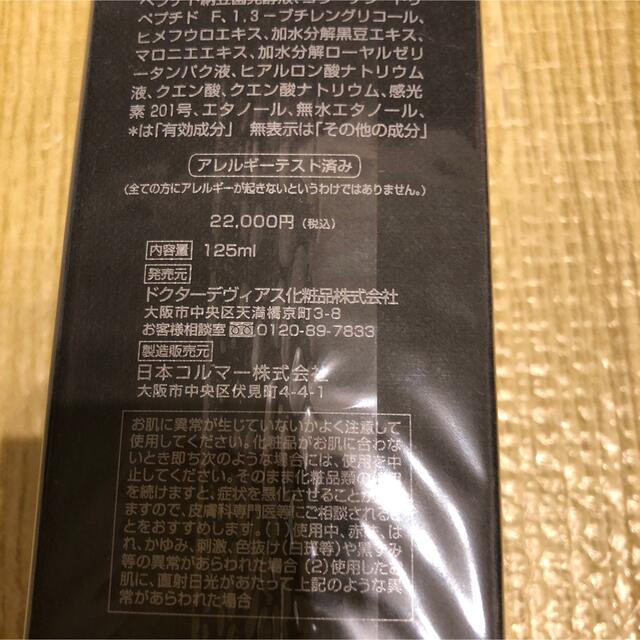 ペプチド F、1,3-ブチレングリコール、
ヒメフウロエキス、加水分解黒豆エキス、
マロニエエキス、加水分解ローヤルゼリ
ータンパク液、ヒアルロン酸ナトリウム
液、クエン酸、クエン酸ナトリウム、感光
素 201号、エタノール、無水エタノール、
*は「有効成分」 無表示は「その他の成分」
アレルギーテスト済み
(全ての方にアレルギーが起きないというわけではありません。)
22,000円(税込)
内容量 125ml
発売元
ドクターデヴィアス化粧品株式会社
大阪市中央区天満橋京町3-8
お客様相談室 0120-89-7833
製造販売元
日本コルマー株式会社
大阪市中央区伏見町4-4-1
お肌に異常が生じていないかよく注意して
使用してください。化粧品がお肌に合わな
いとき即ち次のような場合には、使用を中
止してください。そのまま化粧品類の使用
を続けますと、症状を悪化させることが
ますので、皮膚科専門医等にご相談されるこ
とをおすすめします。(1)使用中、赤み、は
れ、かゆみ、刺激、色抜け(白斑等)や黒ずみ
等の異常があらわれた場合 (2)使用したお
肌に、直射日光があたって上記のような異
常があらわれた場合